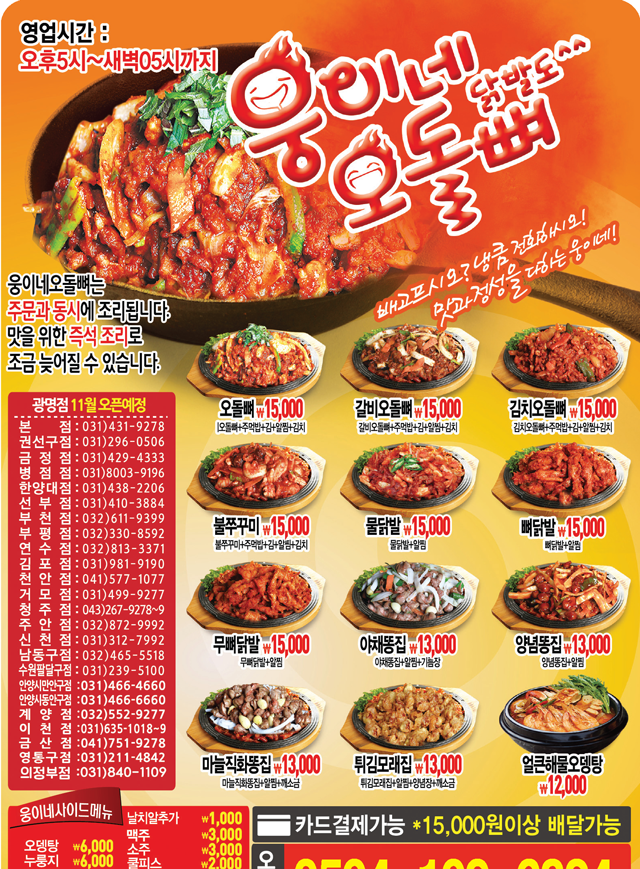 영업시간 :
오후5시~새벽05시까지
웅이네
닭발도^^
오돌뼈
배고프시오? 냉큼 전화해시오!
맛과 정성을 다하는 웅이네!
웅이네오돌뼈는
주문과 동시에 조리됩니다.
맛을 위한 즉석 조리로
조금 늦어질 수 있습니다.
광명점 11월 오픈예정
본 점 : 031)431-9278
권선구점 : 031)296-0506
금 정 점 : 031)429-4333
병 점 점 : 031)8003-9196
한양대점 : 031)438-2206
선 부 점 : 031)410-3884
부 천 점 : 032)611-9399
부 평 점 : 032)330-8592
연 수 점 : 032)813-3371
김 포 점 : 031)981-9190
천 안 점 : 041)577-1077
거 모 점 : 031)499-9277
청 주 점 : 043)267-9278~9
주 안 점 : 032)872-9992
신 천 점 : 031)312-7992
남동구점 : 032)465-5518
수원팔달구점 : 031)239-5100
안양시만안구점 : 031)466-4660
안양시동안구점 : 031)466-6660
계 양 점 : 032)552-9277
이 천 점 : 031)635-1018~9
금 산 점 : 041)751-9278
영통구점 : 031)211-4842
의정부점 : 031)840-1109
오돌뼈 ₩15,000
오돌뼈+주먹밥+김+알찜+김치
갈비오돌뼈 ₩15,000
갈비오돌뼈+주먹밥+김+알찜+김치
김치오돌뼈 ₩15,000
김치오돌뼈+주먹밥+김+알찜+김치
불쭈꾸미 ₩15,000
불쭈꾸미+주먹밥+김+알찜+김치
물닭발 ₩15,000
물닭발+알찜
뼈닭발 ₩15,000
뼈닭발+알찜
무뼈닭발 ₩15,000
무뼈닭발+알찜
야채똥집 ₩13,000
야채똥집+알찜+기름장
양념똥집 ₩13,000
양념똥집+알찜
마늘직화똥집 ₩13,000
마늘직화똥집+알찜+깨소금
튀김모래집 ₩13,000
튀김모래집+알찜+양념장+깨소금
얼큰해물오뎅탕
₩12,000
웅이네사이드메뉴
오뎅탕 ₩6,000
누룽지 ₩6,000
날치알추가 ₩1,000
맥주 ₩3,000
소주 ₩3,000
쿨피스 ₩2,000
카드결제가능 *15,000원이상 배달가능